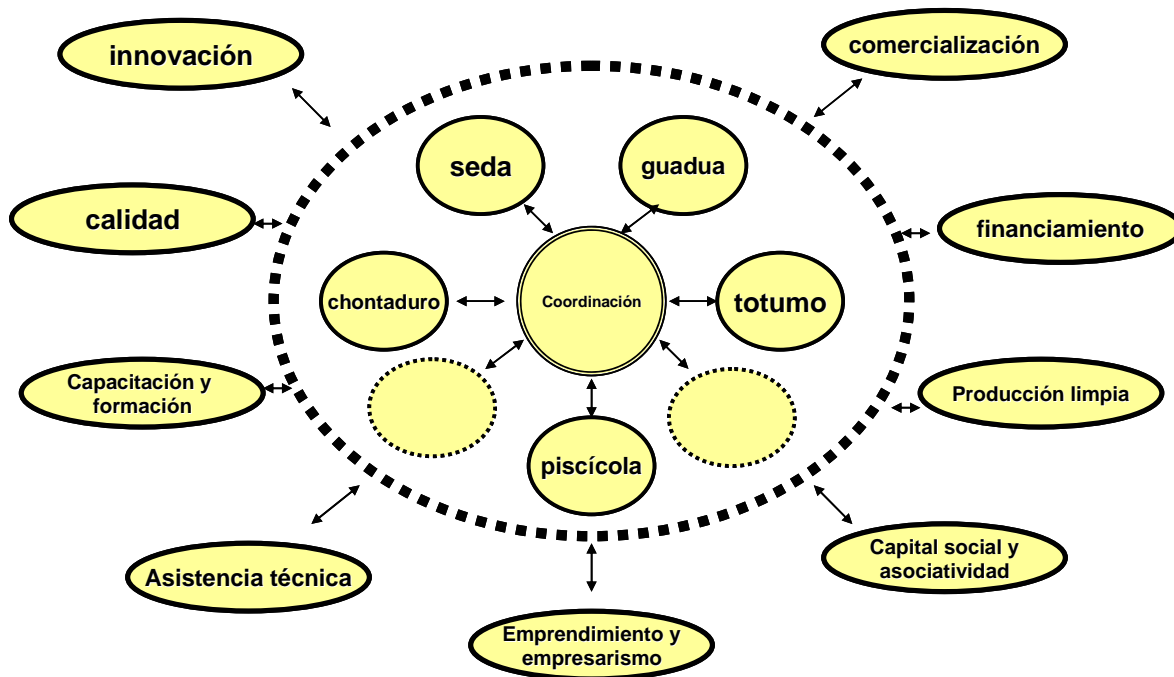 innovación
comercialización
seda
guadua
calidad
financiamiento
chontaduro
Coordinación
totumo
Capacitación y
formación
Producción limpia
piscícola
Asistencia técnica
Capital social y
asociatividad
Emprendimiento y
empresarismo